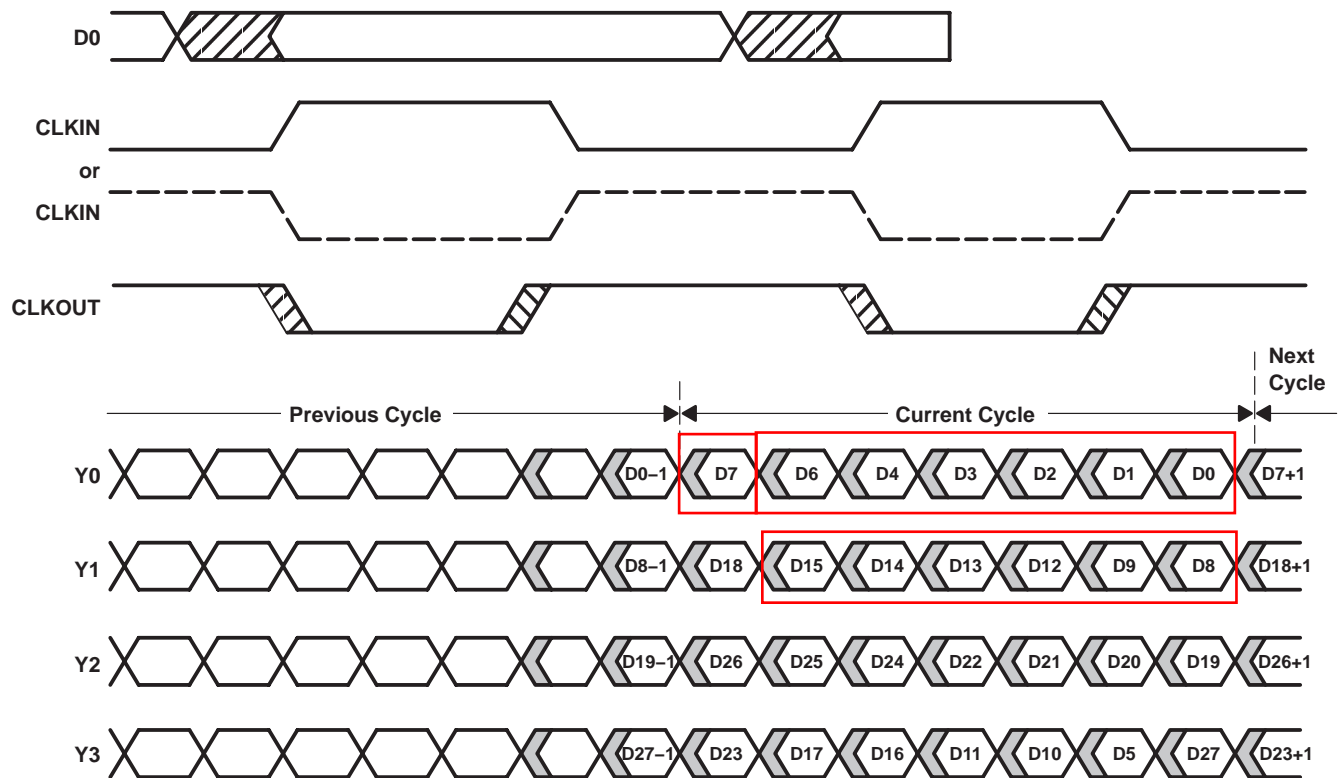 D0
CLKIN
or
CLKIN
CLKOUT
Next
Cycle
Previous Cycle
Current Cycle
Y0 D0–1 D7 D6 D4 D3 D2 D1 D0 D7+1
Y1 D8–1 D18 D15 D14 D13 D12 D9 D8 D18+1
Y2 D19–1 D26 D25 D24 D22 D21 D20 D19 D26+1
Y3 D27–1 D23 D17 D16 D11 D10 D5 D27 D23+1